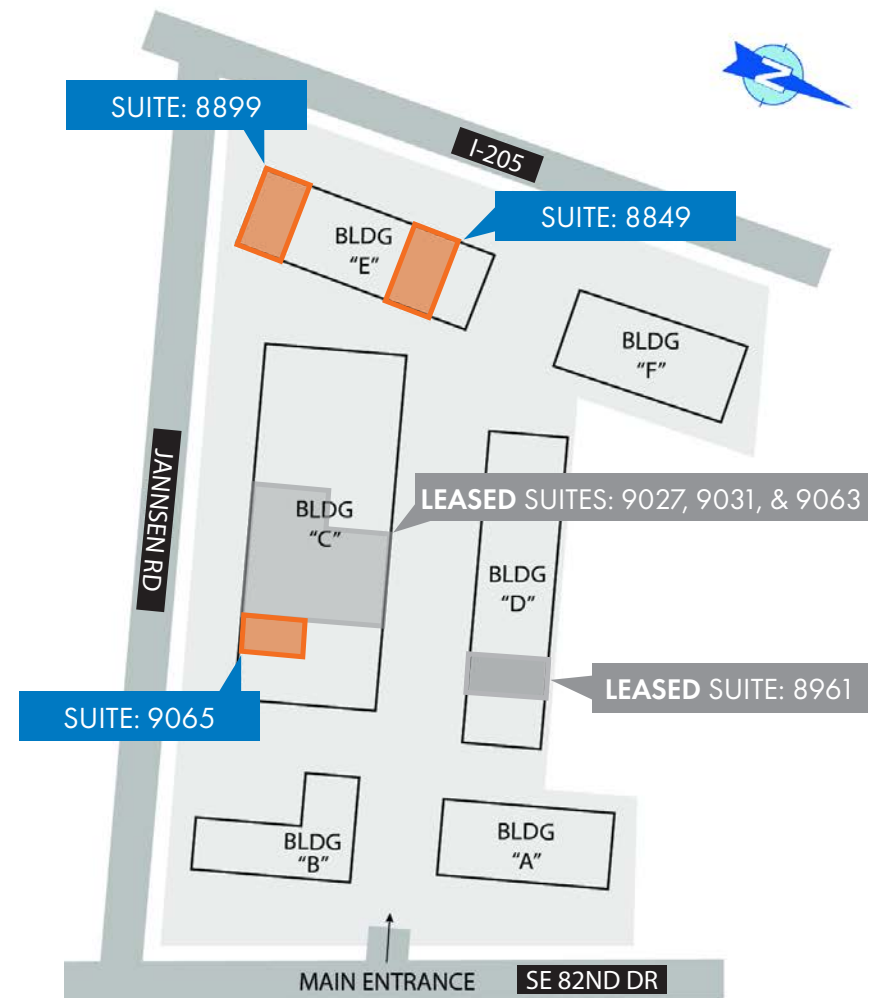 N
SUITE: 8899
I-205
SUITE: 8849
BLDG
"E"
BLDG
"F"
JANNSEN RD
LEASED SUITES: 9027, 9031, & 9063
BLDG
"C"
BLDG
"D"
LEASED SUITE: 8961
SUITE: 9065
BLDG
"B"
BLDG
"A"
MAIN ENTRANCE
SE 82ND DR